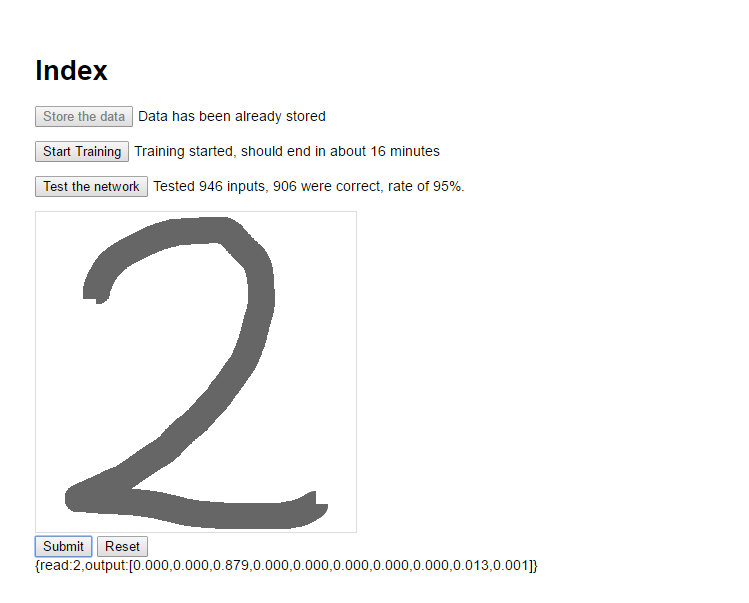 Index
Store the data Data has been already stored
Start Training Training started, should end in about 16 minutes
Test the network Tested 946 inputs, 906 were correct, rate of 95%.
2
Submit Reset
{read:2,output:[0.000,0.000,0.879,0.000,0.000,0.000,0.000,0.000,0.013,0.001]}